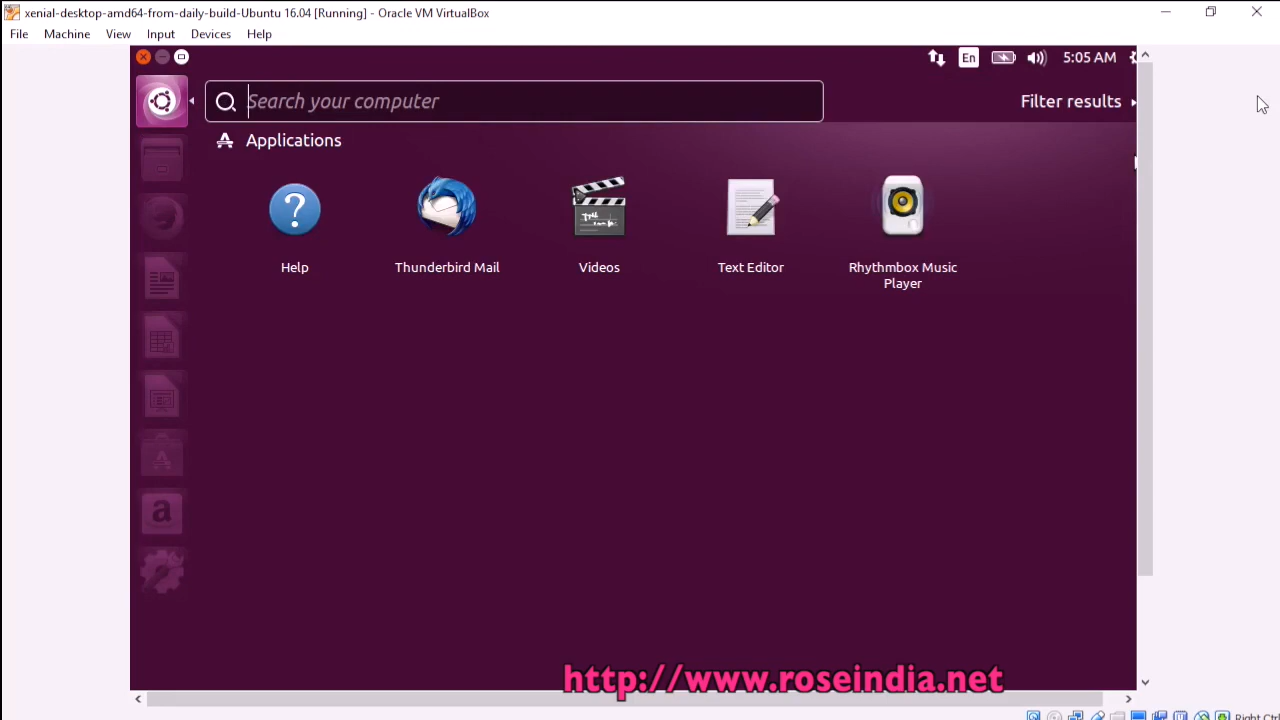 xenial-desktop-amd64-from-daily-build-Ubuntu 16.04 [Running] - Oracle VM VirtualBox
File Machine View Input Devices Help
En 5:05 AM
Search your computer Filter results
Applications
Help Thunderbird Mail Videos Text Editor Rhythmbox Music
Player
a
http://www.roseindia.net
Right Ctrl